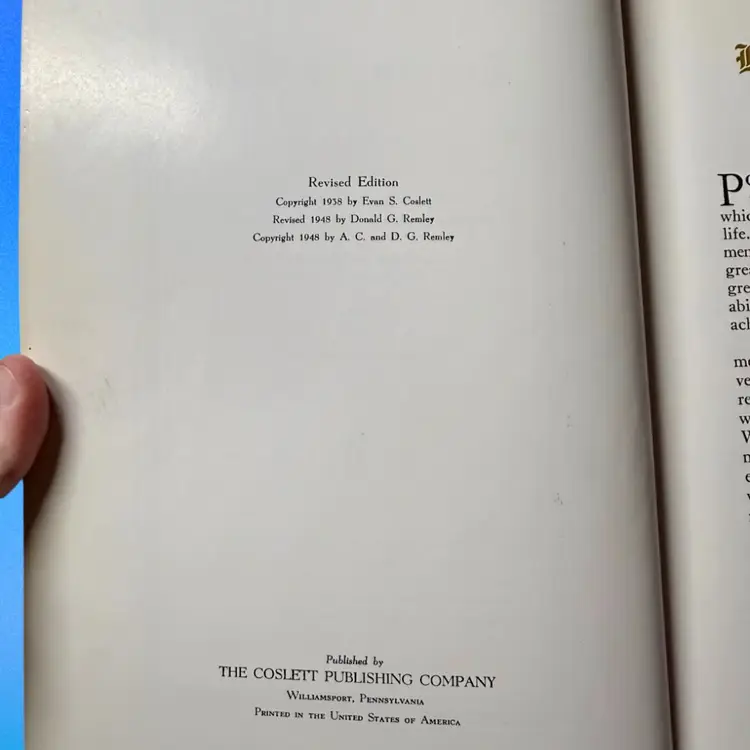 Revised Edition
Copyright 1938 by Evan S. Coslett
Revised 1948 by Donald G. Remley
Copyright 1948 by A. C. and D. G. Remley
Published by
THE COSLETT PUBLISHING COMPANY
WILLIAMSPORT, PENNSYLVANIA
PRINTED IN THE UNITED STATES OF AMERICA
life.